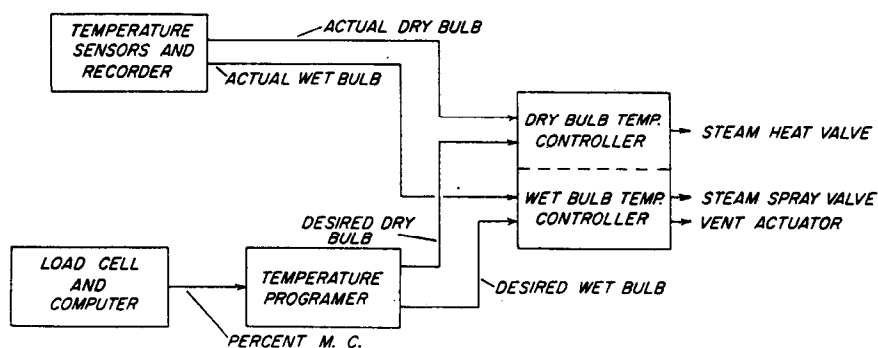 TEMPERATURE
SENSORS AND
RECORDER
ACTUAL DRY BULB
ACTUAL WET BULB
DRY BULB TEMP.
CONTROLLER
STEAM HEAT VALVE
WET BULB TEMP.
CONTROLLER
STEAM SPRAY VALVE
VENT ACTUATOR
DESIRED DRY
BULB
LOAD CELL
AND
COMPUTER
TEMPERATURE
PROGRAMER
DESIRED WET BULB
PERCENT M. C.